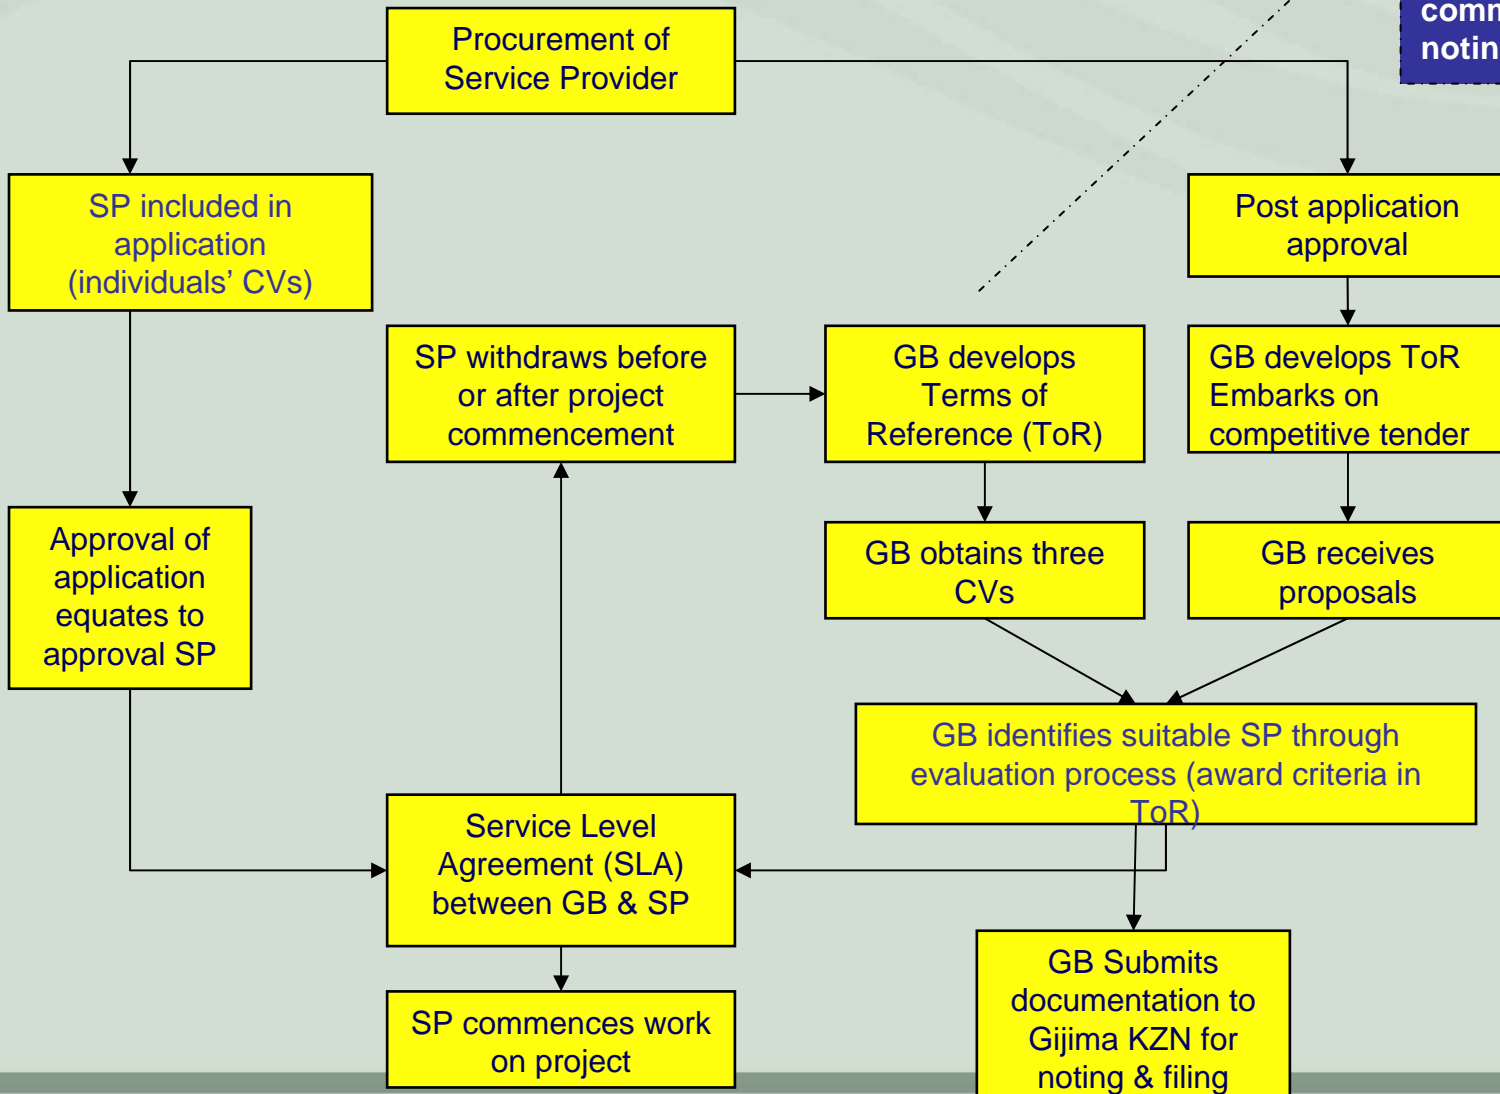 Procurement of
Service Provider
SP included in
application
(individuals’ CVs)
Post application
approval
SP withdraws before
or after project
commencement
GB develops
Terms of
Reference (ToR)
GB develops ToR
Embarks on
competitive tender
Approval of
application
equates to
approval SP
GB obtains three
CVs
GB receives
proposals
GB identifies suitable SP through
evaluation process (award criteria in
ToR)
Service Level
Agreement (SLA)
between GB & SP
SP commences work
on project
GB Submits
documentation to
Gijima KZN for
noting & filing